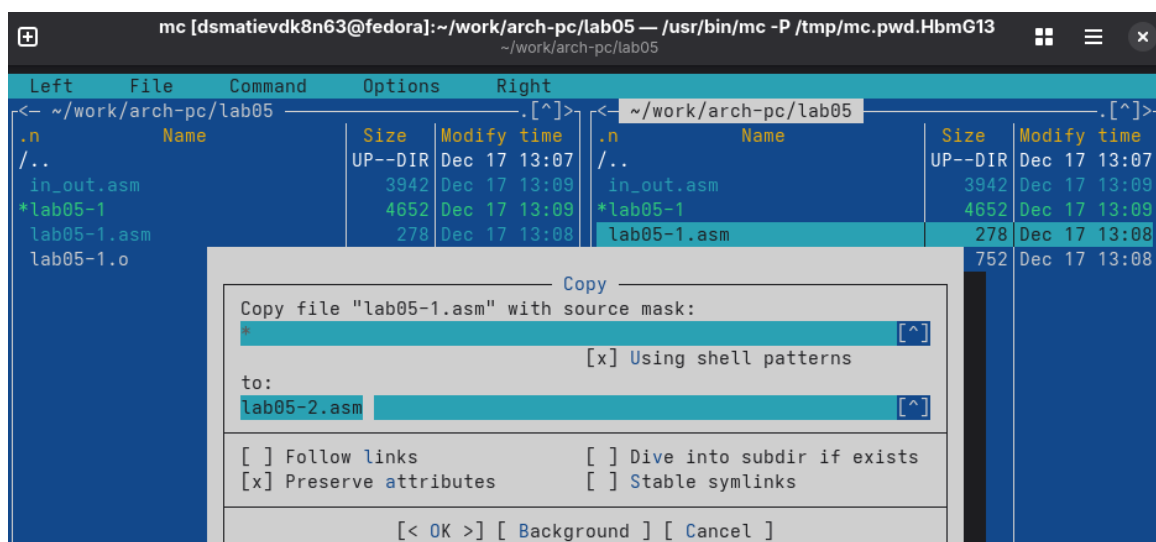 mc [dsmatievdk8n63@fedora]:~/work/arch-pc/lab05 — /usr/bin/mc -P /tmp/mc.pwd.HbmG13
~/work/arch-pc/lab05
Left File Command Options Right
<— ~/work/arch-pc/lab05 .[^]> <— ~/work/arch-pc/lab05 .[^]>
.n Name Size Modify time .n Name Size Modify time
/.. UP--DIR Dec 17 13:07 /.. UP--DIR Dec 17 13:07
in_out.asm 3942 Dec 17 13:09 in_out.asm 3942 Dec 17 13:09
*lab05-1 4652 Dec 17 13:09 *lab05-1 4652 Dec 17 13:09
lab05-1.asm 278 Dec 17 13:08 lab05-1.asm 278 Dec 17 13:08
lab05-1.o 752 Dec 17 13:08
Copy
Copy file "lab05-1.asm" with source mask:
* [^]
[x] Using shell patterns
to:
lab05-2.asm [^]
[ ] Follow links [ ] Dive into subdir if exists
[x] Preserve attributes [ ] Stable symlinks
[< OK >] [ Background ] [ Cancel ]